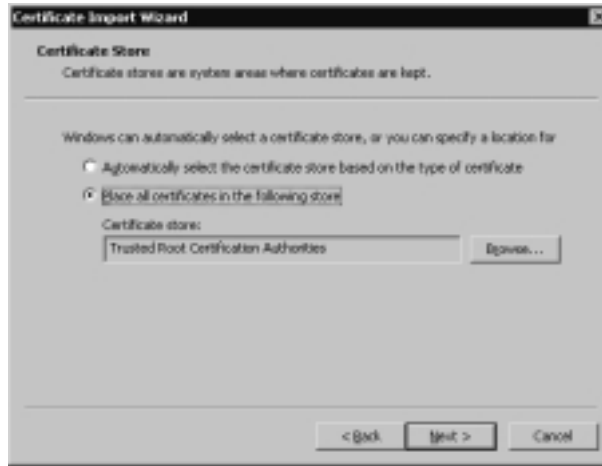 Certificate Import Wizard
Certificate Store
Certificate stores are system areas where certificates are kept.
Windows can automatically select a certificate store, or you can specify a location for
Automatically select the certificate store based on the type of certificate
Place all certificates in the following store
Certificate store:
Trusted Root Certification Authorities
Browse...
< Back
Next >
Cancel